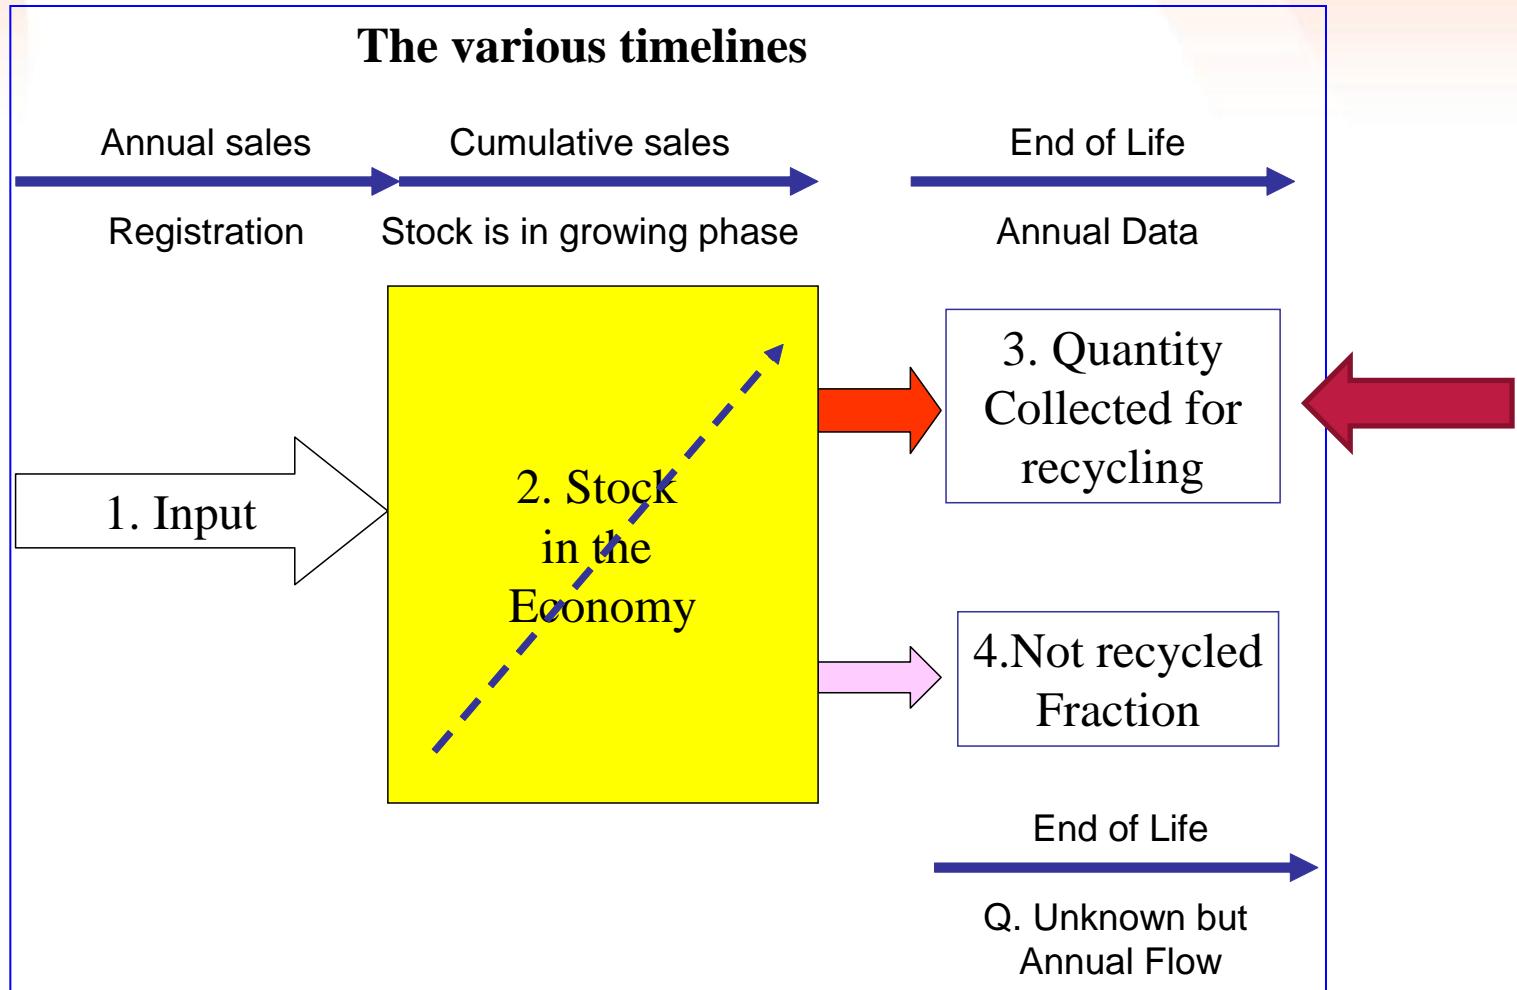 The various timelines
Annual sales
Cumulative sales
End of Life
Registration
Stock is in growing phase
Annual Data
1. Input
2. Stock
in the
Economy
3. Quantity
Collected for
recycling
4.Not recycled
Fraction
End of Life
Q. Unknown but
Annual Flow